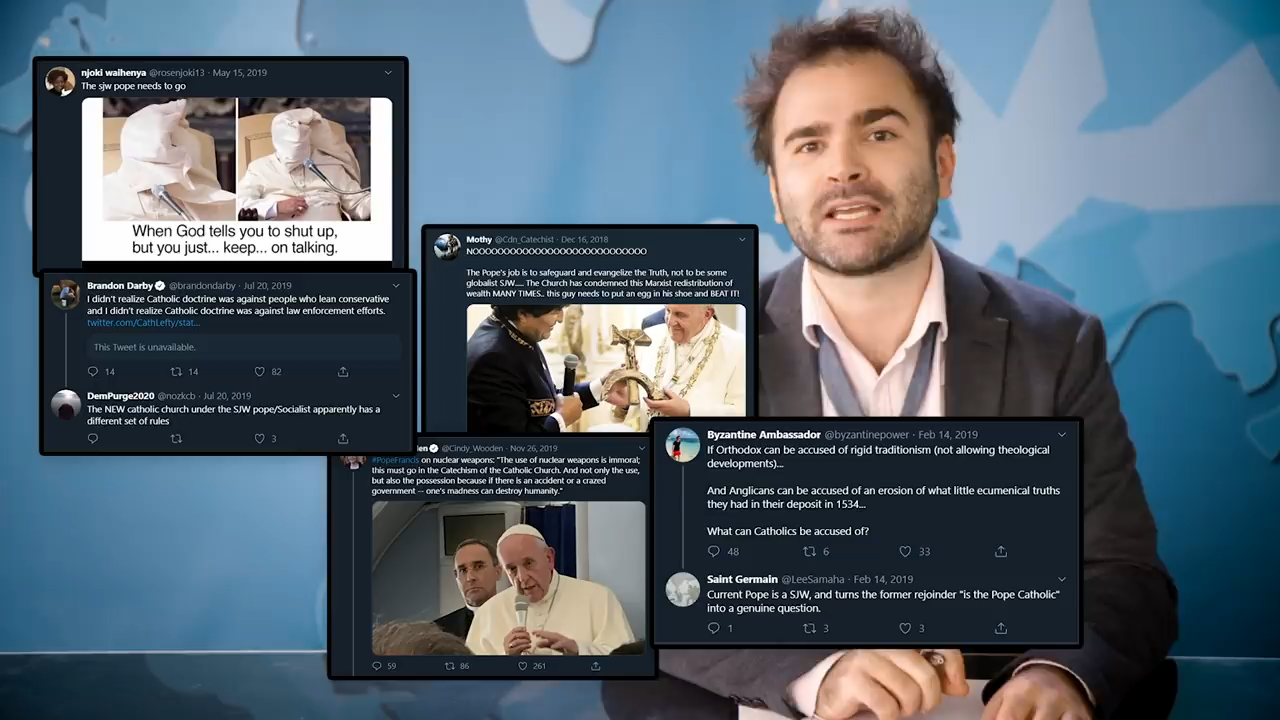 njoki waihenya @rosenjoki13 · May 15, 2019
The sjw pope needs to go
When God tells you to shut up,
but you just... keep... on talking.
Brandon Darby @brandondarby · Jul 20, 2019
I didn't realize Catholic doctrine was against people who lean conservative
and I didn't realize Catholic doctrine was against law enforcement efforts.
twitter.com/CathLefty/stat...
This Tweet is unavailable.
14 14 82
DemPurge2020 @nozkcb · Jul 20, 2019
The NEW catholic church under the SJW pope/Socialist apparently has a
different set of rules
3
Mothy @Cdn_Catechist · Dec 16, 2018
NOOOOOOOOOOOOOOOOOOOOOOOOOOOO
The Pope's job is to safeguard and evangelize the Truth, not to be some
globalist SJW.... The Church has condemned this Marxist redistribution of
wealth MANY TIMES.. this guy needs to put an egg in his shoe and BEAT IT!
den @Cindy_Wooden · Nov 26, 2019
#PopeFrancis on nuclear weapons: "The use of nuclear weapons is immoral;
this must go in the Catechism of the Catholic Church. And not only the use,
but also the possession because if there is an accident or a crazed
government -- one's madness can destroy humanity."
59 86 261
Byzantine Ambassador @byzantinepower · Feb 14, 2019
If Orthodox can be accused of rigid traditionism (not allowing theological
developments)...
And Anglicans can be accused of an erosion of what little ecumenical truths
they had in their deposit in 1534...
What can Catholics be accused of?
48 6 33
Saint Germain @LeeSamaha · Feb 14, 2019
Current Pope is a SJW, and turns the former rejoinder "is the Pope Catholic"
into a genuine question.
1 3 3